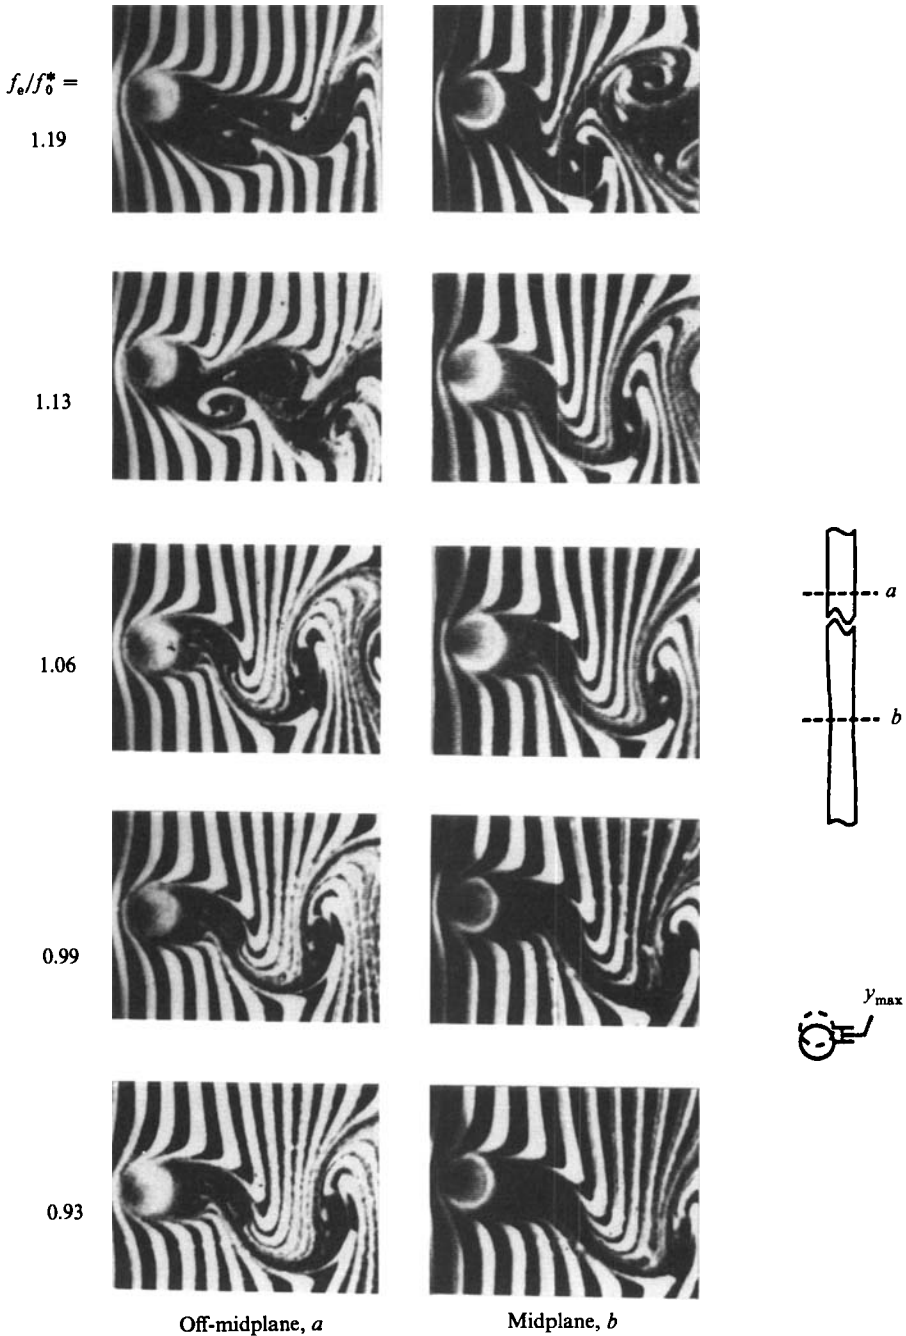 fe/f0* =
1.19
1.13
1.06
0.99
0.93
a
b
ymax
Off-midplane, a
Midplane, b